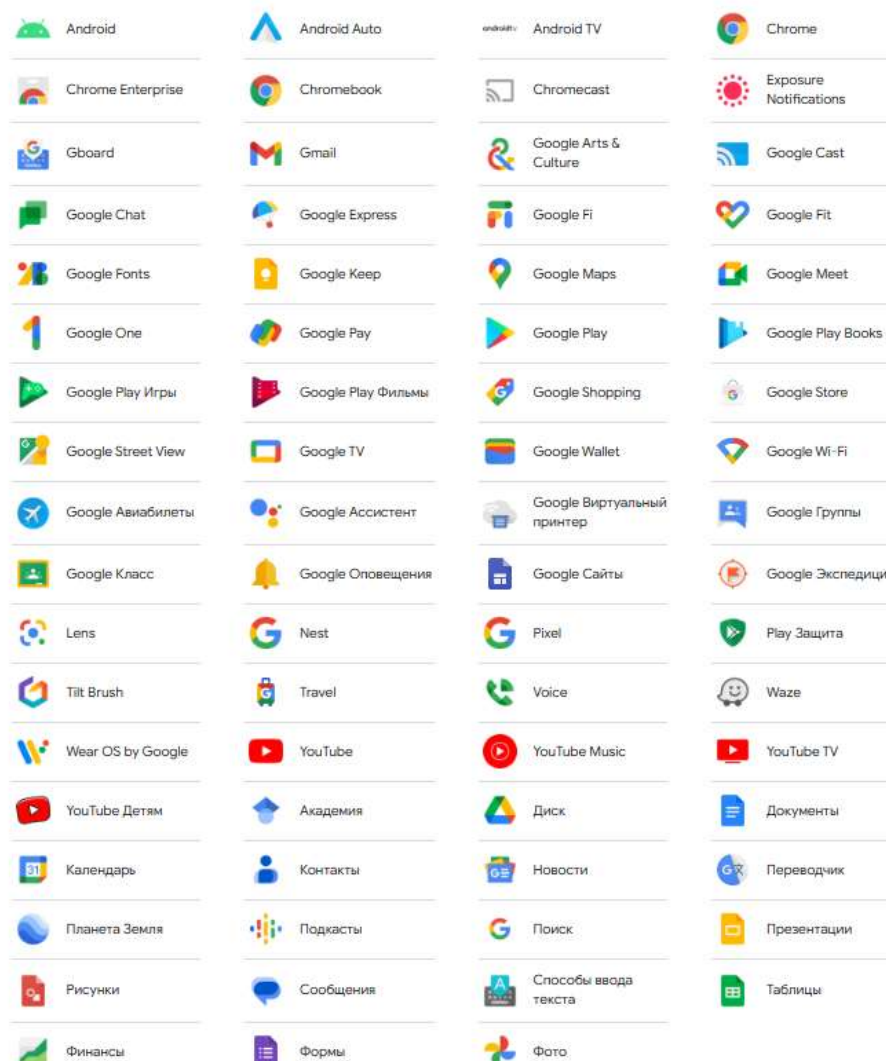 Android
Android Auto
androidtv
Android TV
Chrome
Chrome Enterprise
Chromebook
Chromecast
Exposure
Notifications
Gboard
Gmail
Google Arts &
Culture
Google Cast
Google Chat
Google Express
Google Fi
Google Fit
Google Fonts
Google Keep
Google Maps
Google Meet
Google One
Google Pay
Google Play
Google Play Books
Google Play Игры
Google Play Фильмы
Google Shopping
Google Store
Google Street View
Google TV
Google Wallet
Google Wi-Fi
Google Авиабилеты
Google Ассистент
Google Виртуальный
принтер
Google Группы
Google Класс
Google Оповещения
Google Сайты
Google Экспедици
Lens
Nest
Pixel
Play Защита
Tilt Brush
Travel
Voice
Waze
Wear OS by Google
YouTube
YouTube Music
YouTube TV
YouTube Детям
Академия
Диск
Документы
31
Календарь
Контакты
Новости
Переводчик
Планета Земля
Подкасты
Поиск
Презентации
Рисунки
Сообщения
Способы ввода
текста
Таблицы
Финансы
Формы
Фото